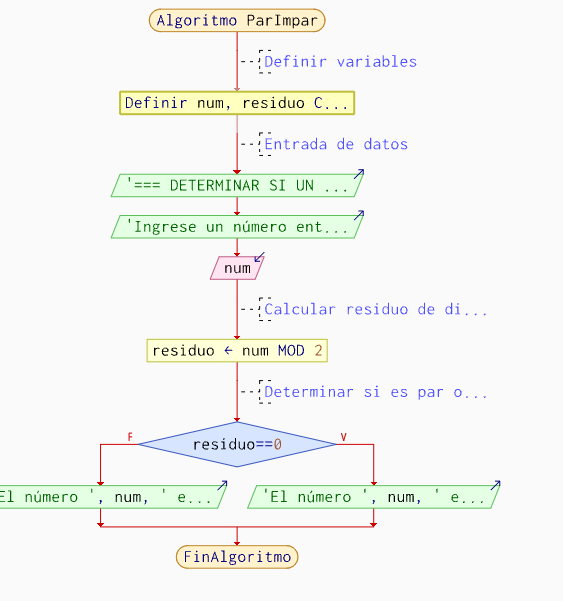 Algoritmo ParImpar
Definir variables
Definir num, residuo C...
Entrada de datos
'=== DETERMINAR SI UN ...
'Ingrese un número ent...
num
Calcular residuo de di...
residuo ← num MOD 2
Determinar si es par o...
F
residuo==0
V
El número ', num, ' e...
'El número ', num, ' e...
FinAlgoritmo